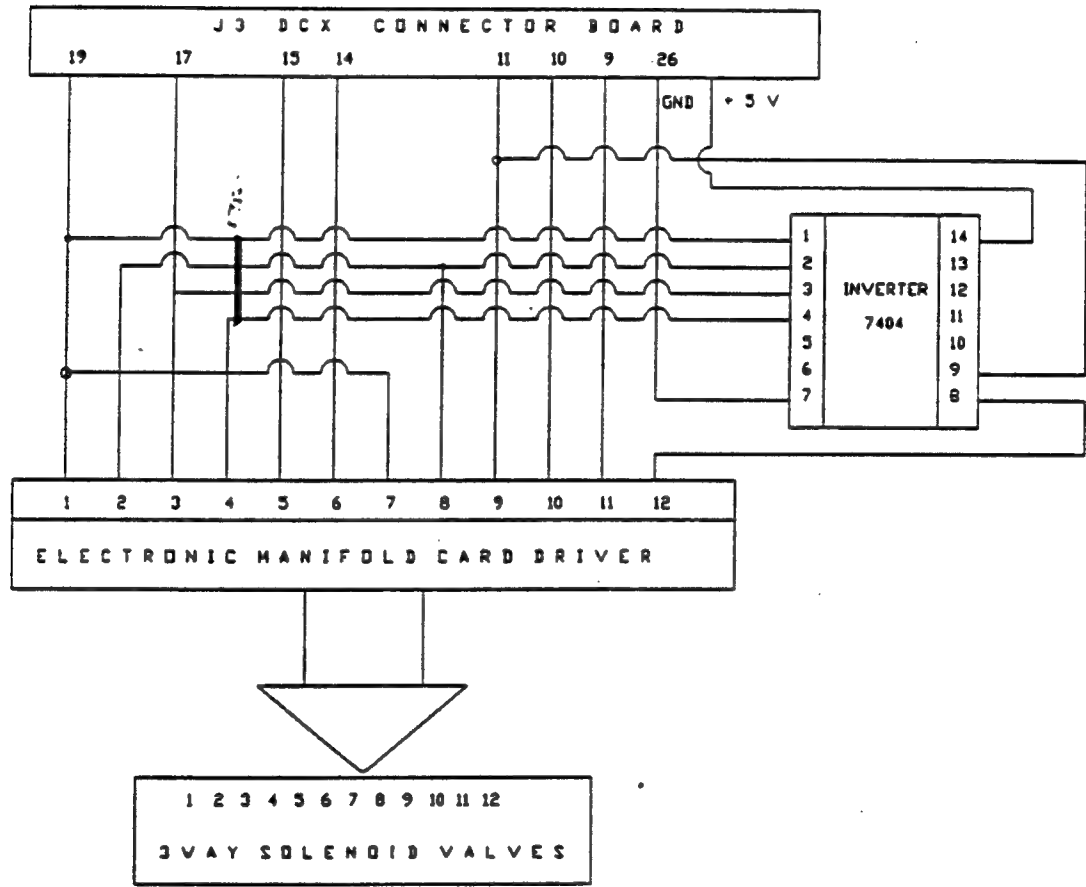 J3 DCX CONNECTOR BOARD
19 17 15 14 11 10 9 26
GND + 5 V
1 14
2 13
3 INVERTER 12
4 7404 11
5 10
6 9
7 8
1 2 3 4 5 6 7 8 9 10 11 12
ELECTRONIC MANIFOLD CARD DRIVER
1 2 3 4 5 6 7 8 9 10 11 12
3 WAY SOLENOID VALVES